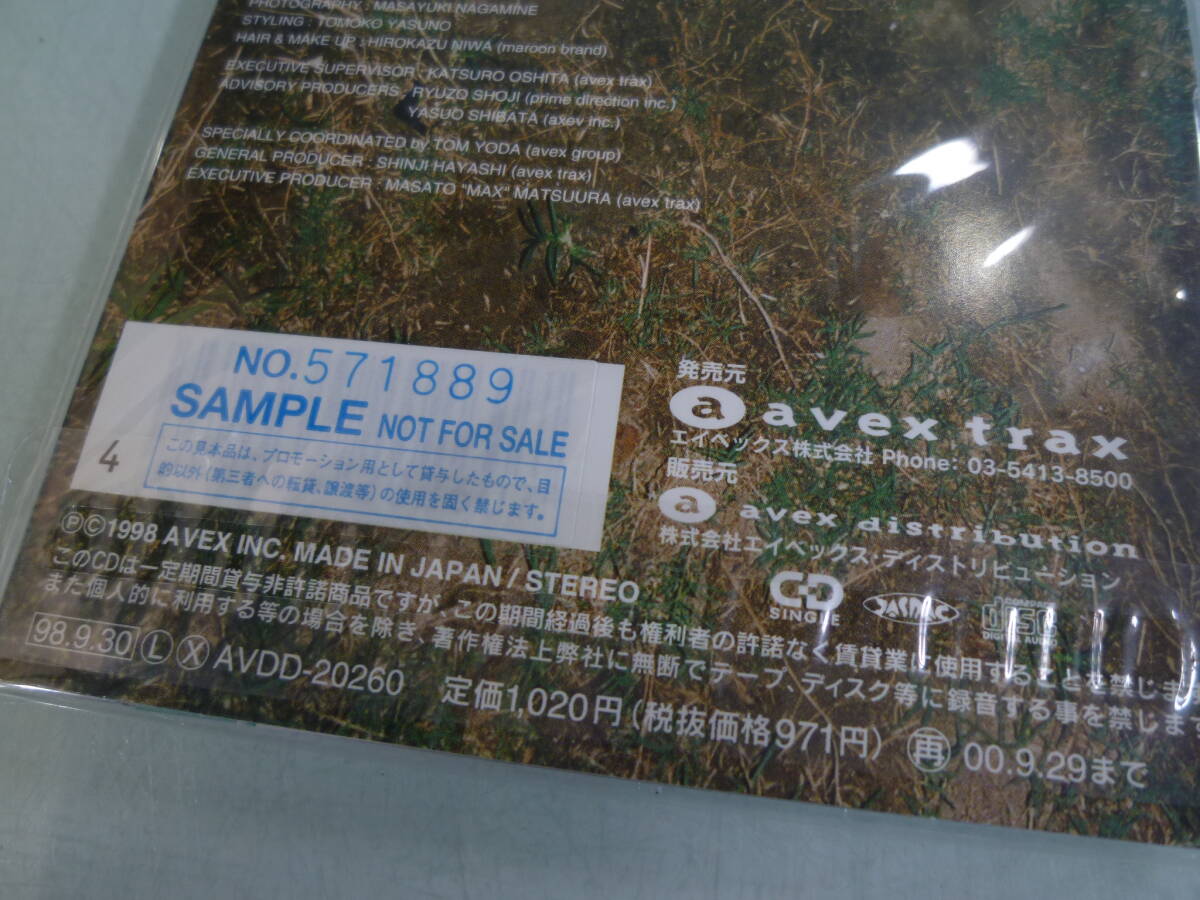 PHOTOGRAPHY : MASAYUKI NAGAMINE
STYLING : TOMOKO YASUNO
HAIR & MAKE UP : HIROKAZU NIWA (maroon brand)
EXECUTIVE SUPERVISOR : KATSURO OSHITA (avex trax)
ADVISORY PRODUCERS : RYUZO SHOJI (prime direction inc.)
YASUO SHIBATA (axev inc.)
SPECIALLY COORDINATED by TOM YODA (avex group)
GENERAL PRODUCER : SHINJI HAYASHI (avex trax)
EXECUTIVE PRODUCER : MASATO "MAX" MATSUURA (avex trax)
NO.571889
SAMPLE NOT FOR SALE
この見本品は、プロモーション用として貸与したもので、目
的以外(第三者への転貸、譲渡等)の使用を固く禁じます。
4
発売元
a avex trax
エイベックス株式会社 Phone: 03-5413-8500
販売元
a avex distribution
株式会社エイベックス・ディストリビューション
CD SINGLE JASRAC disc DIGITAL AUDIO
Ⓟ©1998 AVEX INC. MADE IN JAPAN / STEREO
このCDは一定期間貸与非許諾商品ですが、この期間経過後も権利者の許諾なく賃貸業に使用することを禁じま
また個人的に利用する等の場合を除き、著作権法上弊社に無断でテープ、ディスク等に録音する事を禁じま
98.9.30 Ⓛ Ⓧ AVDD-20260 定価1,020円(税抜価格971円) ㊣再 00.9.29まで